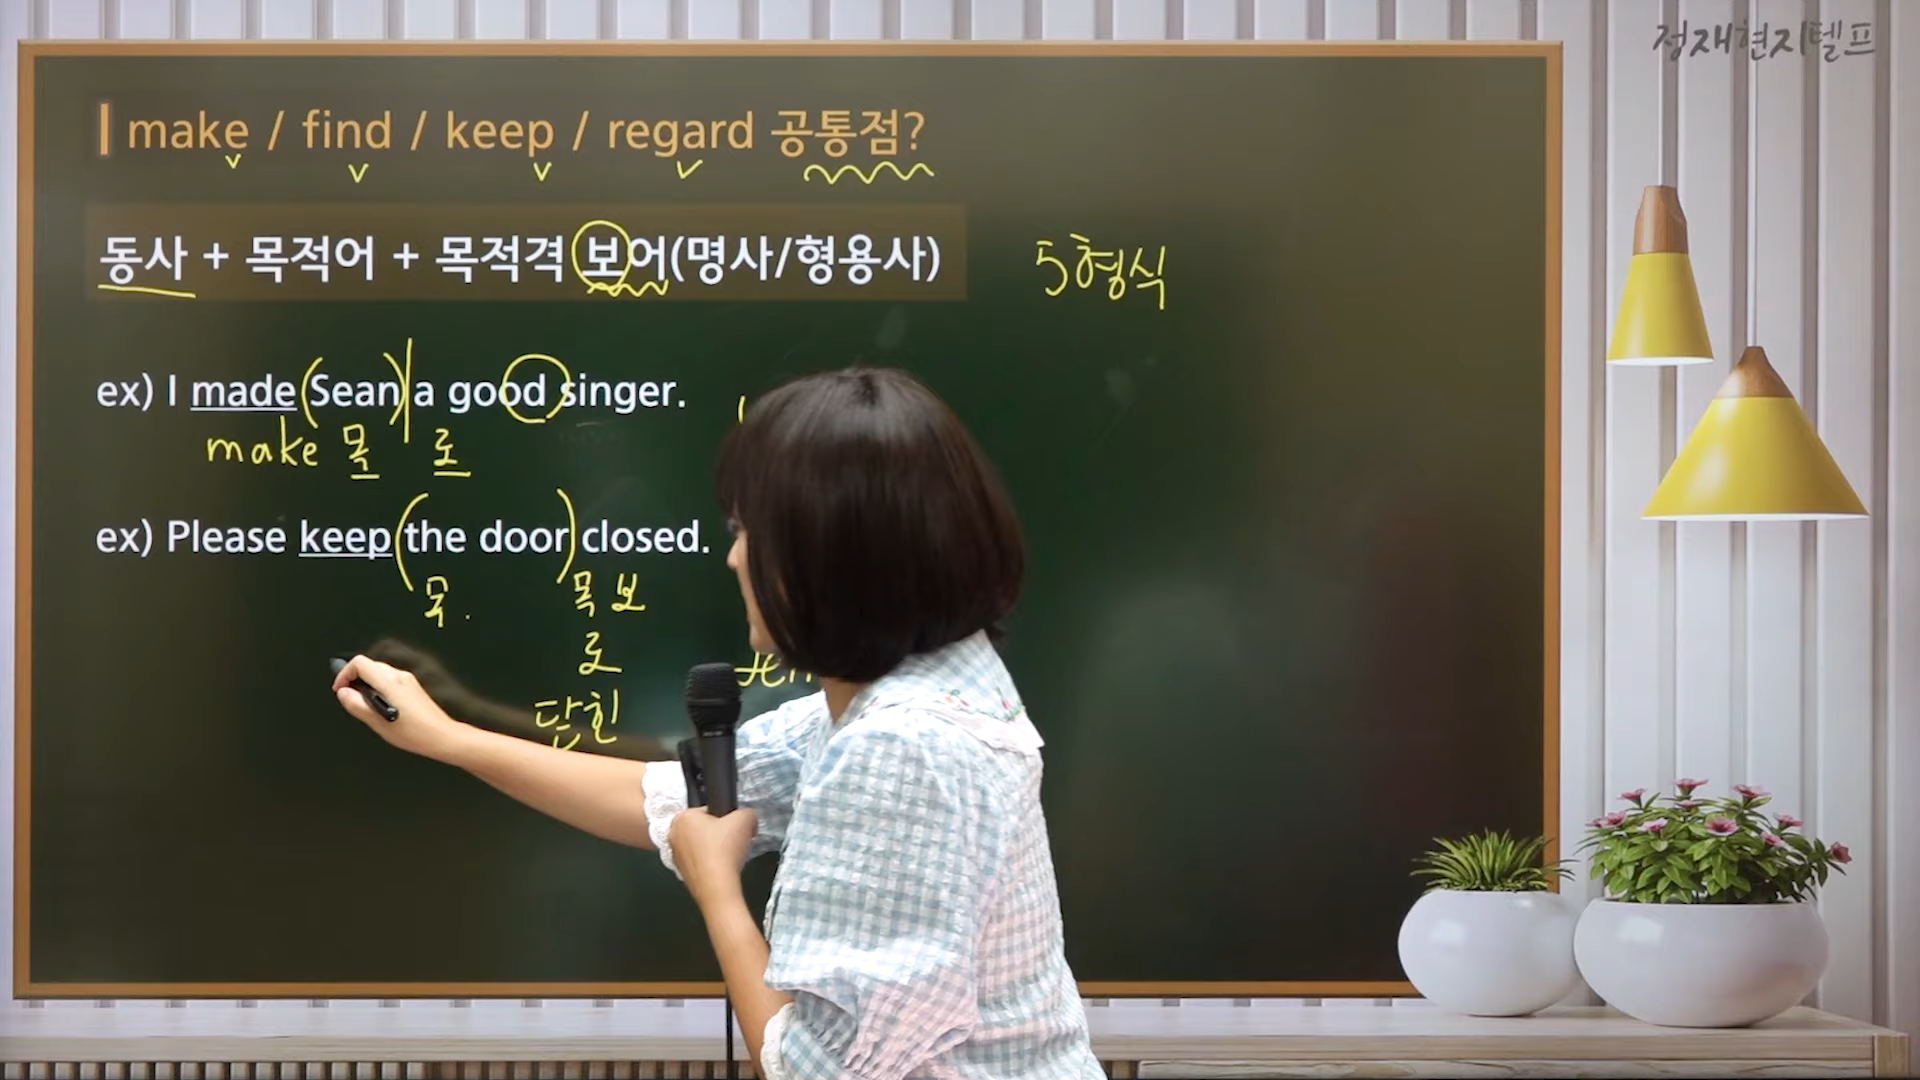 정재현지텔프
make / find / keep / regard 공통점?
동사 + 목적어 + 목적격 보어(명사/형용사)
5형식
ex) I made Sean a good singer.
make 목 로
ex) Please keep the door closed.
목. 목보
로
닫힌